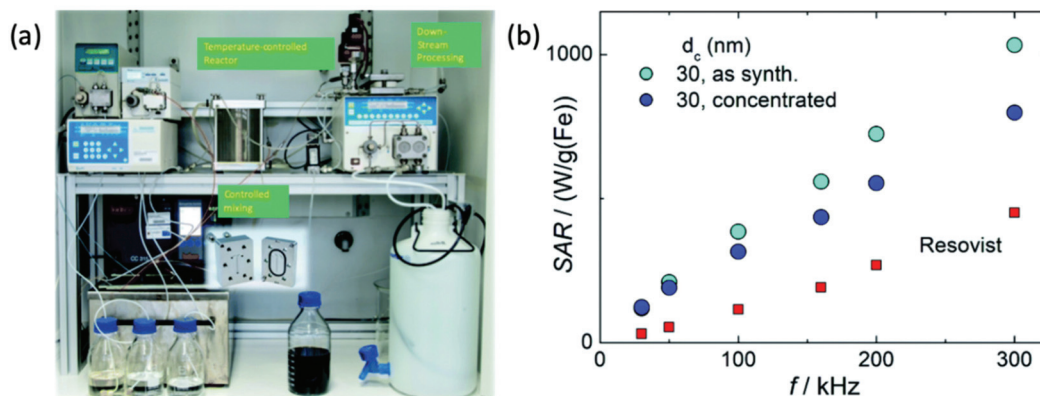 (a)
Temperature-controlled
Reactor
Down-
Stream
Processing
Controlled
mixing
(b)
1000
0
SAR / (W/g(Fe))
d_c (nm)
30, as synth.
30, concentrated
Resovist
0 100 200 300
f / kHz